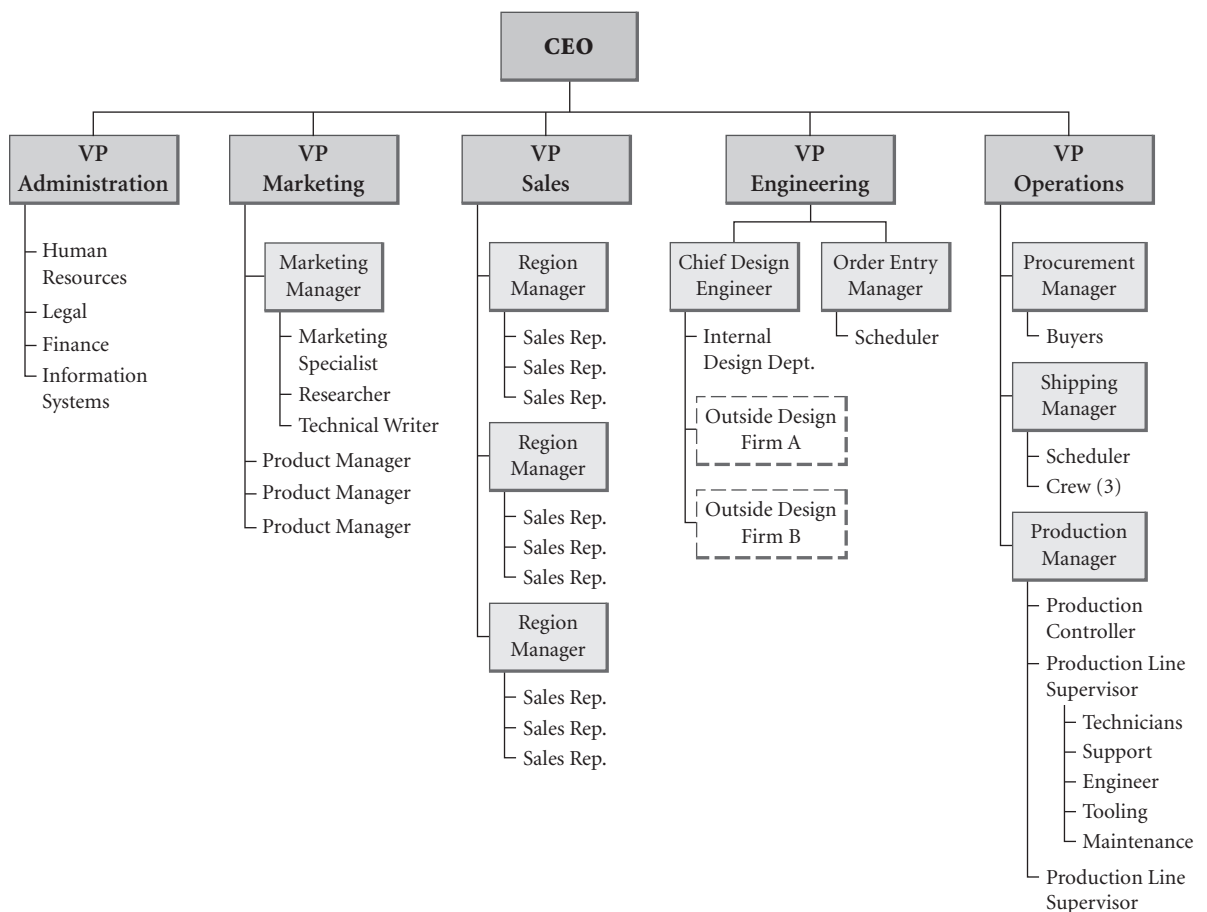 CEO
VP
Administration
Human
Resources
Legal
Finance
Information
Systems
VP
Marketing
Marketing
Manager
Marketing
Specialist
Researcher
Technical Writer
Product Manager
Product Manager
Product Manager
VP
Sales
Region
Manager
Sales Rep.
Sales Rep.
Sales Rep.
Region
Manager
Sales Rep.
Sales Rep.
Sales Rep.
Region
Manager
Sales Rep.
Sales Rep.
Sales Rep.
VP
Engineering
Chief Design
Engineer
Internal
Design Dept.
Outside Design
Firm A
Outside Design
Firm B
Order Entry
Manager
Scheduler
VP
Operations
Procurement
Manager
Buyers
Shipping
Manager
Scheduler
Crew (3)
Production
Manager
Production
Controller
Production Line
Supervisor
Technicians
Support
Engineer
Tooling
Maintenance
Production Line
Supervisor